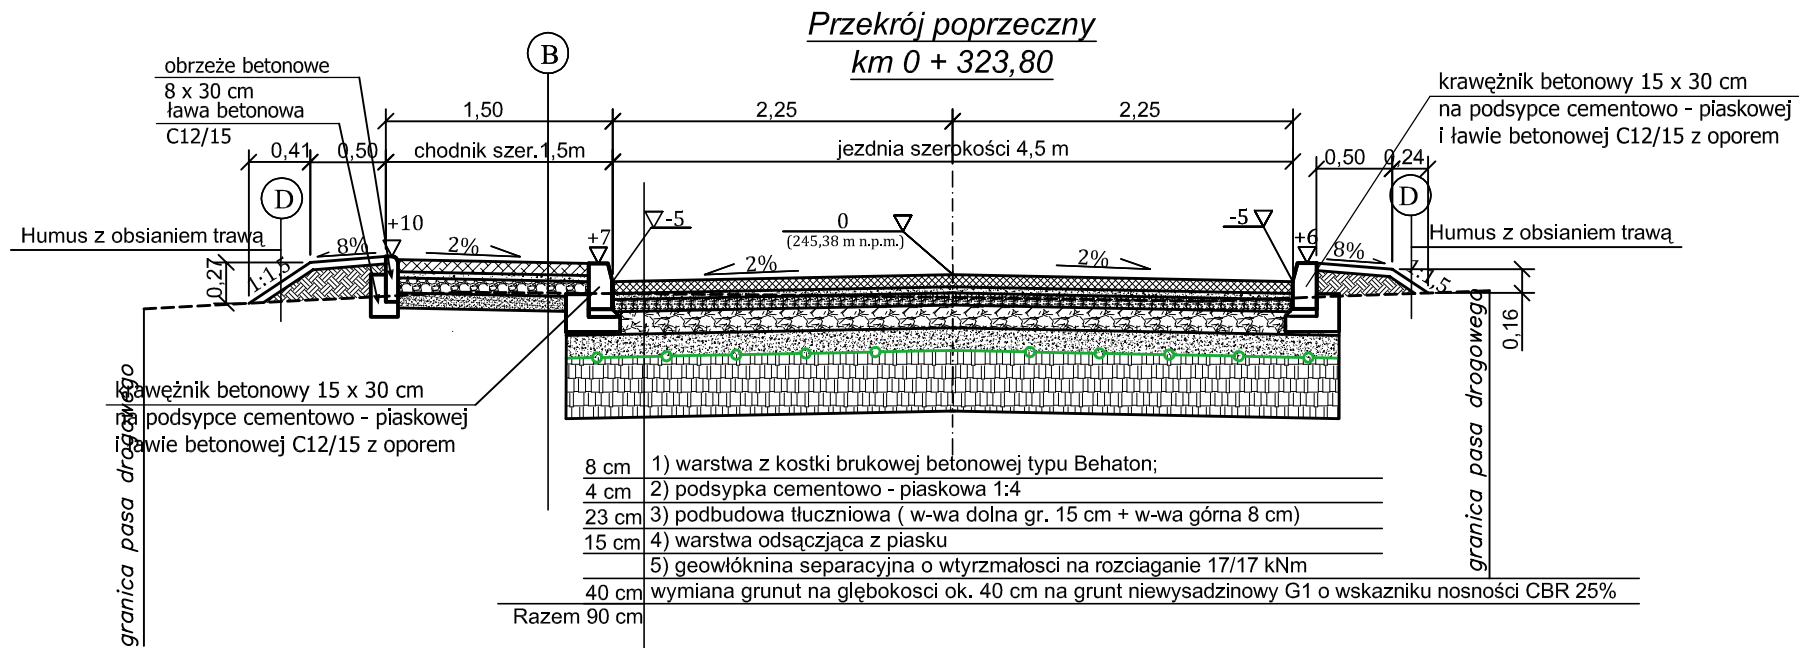 Przekrój poprzeczny
km 0 + 323,80
B
obrzeże betonowe
8 x 30 cm
ława betonowa
C12/15
krawężnik betonowy 15 x 30 cm
na podsypce cementowo - piaskowej
i ławie betonowej C12/15 z oporem
1,50
2,25
2,25
0,41
0,50
chodnik szer.1,5m
jezdnia szerokości 4,5 m
0,50
0,24
D
D
+10
+7
-5
0
(245,38 m n.p.m.)
-5
+6
Humus z obsianiem trawą
Humus z obsianiem trawą
8%
2%
2%
2%
8%
0,27
1:1,5
1:1,5
0,16
krawężnik betonowy 15 x 30 cm
na podsypce cementowo - piaskowej
i ławie betonowej C12/15 z oporem
granica pasa drogowego
granica pasa drogowego
8 cm 1) warstwa z kostki brukowej betonowej typu Behaton;
4 cm 2) podsypka cementowo - piaskowa 1:4
23 cm 3) podbudowa tłuczniowa ( w-wa dolna gr. 15 cm + w-wa górna 8 cm)
15 cm 4) warstwa odsączjąca z piasku
5) geowłóknina separacyjna o wtyrzmałosci na rozciaganie 17/17 kNm
40 cm wymiana grunut na glębokosci ok. 40 cm na grunt niewysadzinowy G1 o wskazniku nosności CBR 25%
Razem 90 cm